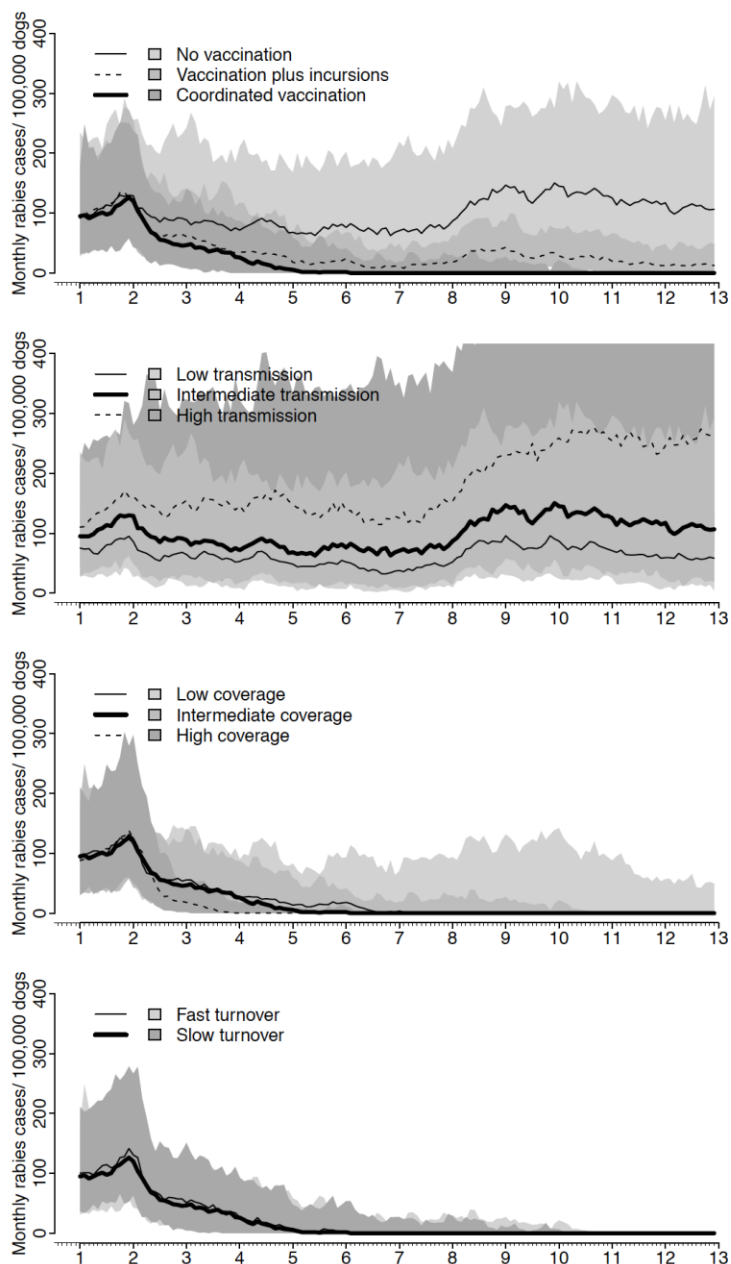 Monthly rabies cases/ 100,000 dogs
400
300
200
100
0
No vaccination
Vaccination plus incursions
Coordinated vaccination
1 2 3 4 5 6 7 8 9 10 11 12 13
Monthly rabies cases/ 100,000 dogs
400
300
200
100
0
Low transmission
Intermediate transmission
High transmission
1 2 3 4 5 6 7 8 9 10 11 12 13
Monthly rabies cases/ 100,000 dogs
400
300
200
100
0
Low coverage
Intermediate coverage
High coverage
1 2 3 4 5 6 7 8 9 10 11 12 13
Monthly rabies cases/ 100,000 dogs
400
300
200
100
0
Fast turnover
Slow turnover
1 2 3 4 5 6 7 8 9 10 11 12 13